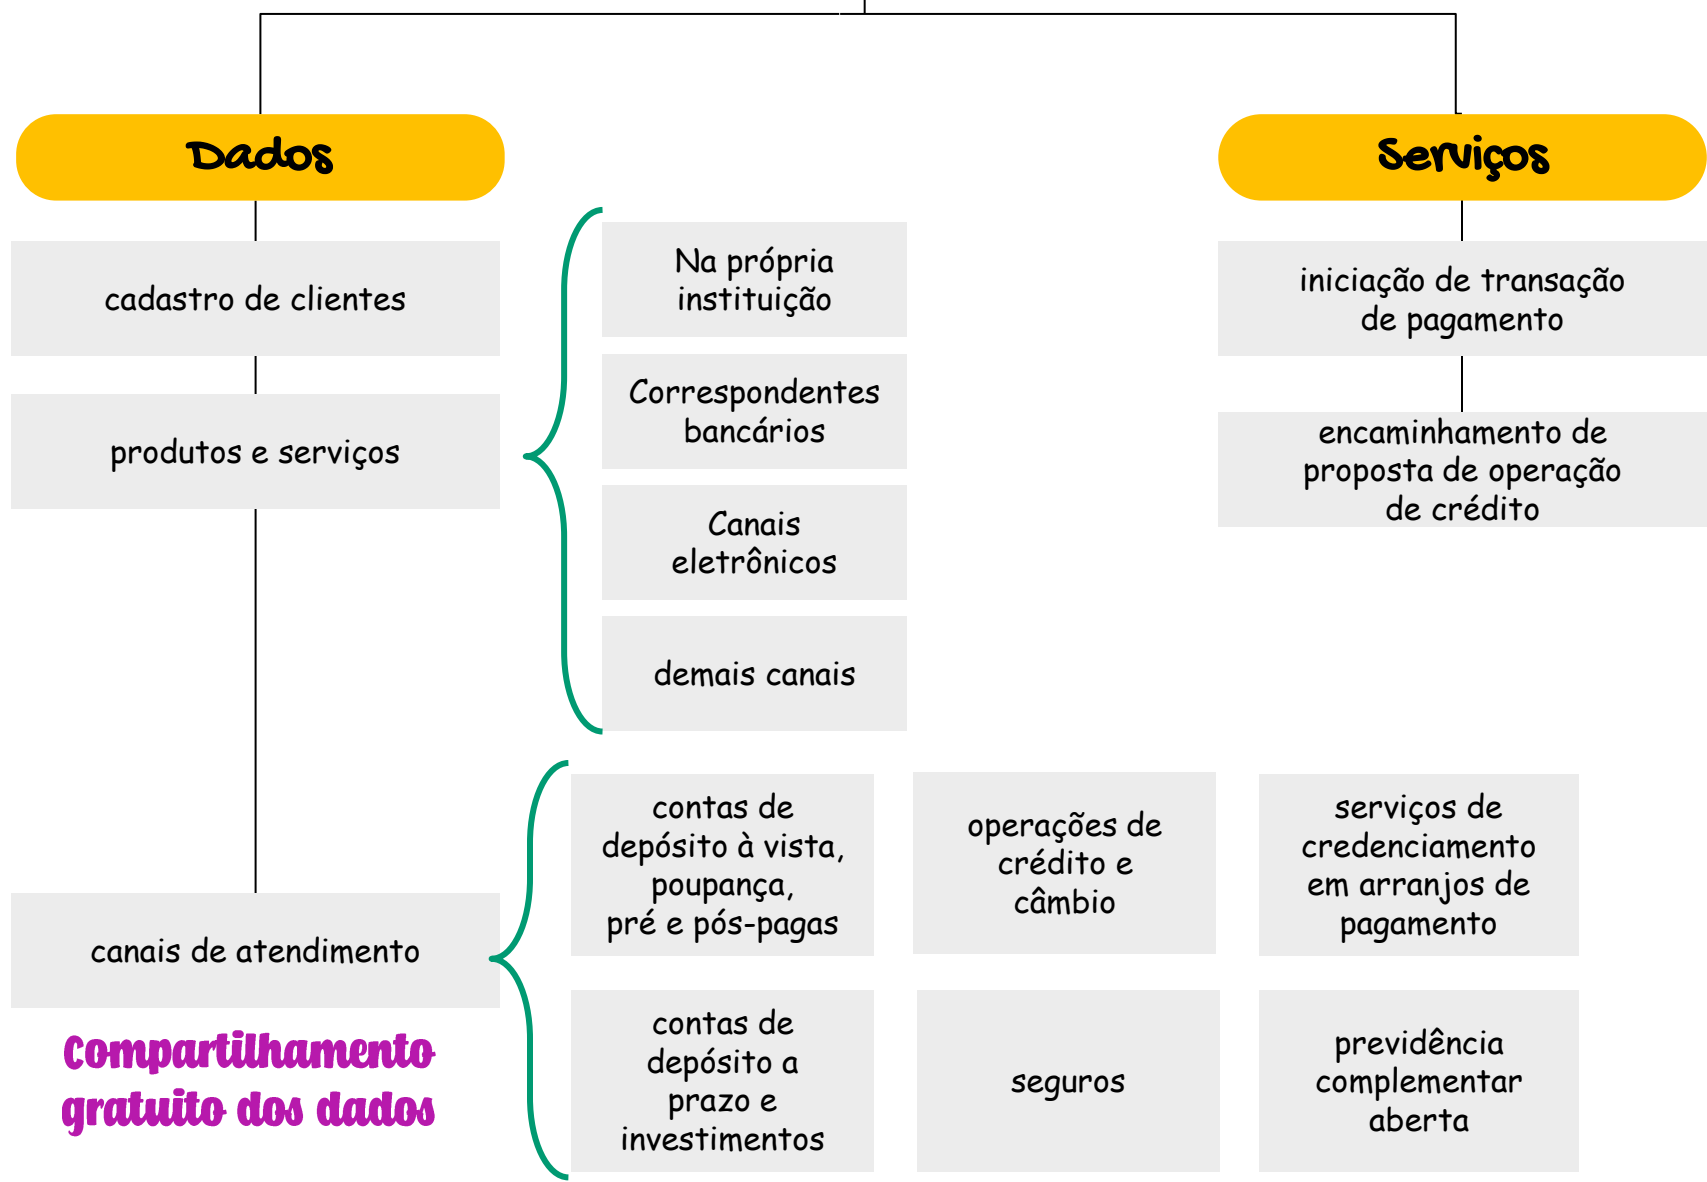 Dados
Serviços
cadastro de clientes
produtos e serviços
Na própria
instituição
Correspondentes
bancários
Canais
eletrônicos
demais canais
iniciação de transação
de pagamento
encaminhamento de
proposta de operação
de crédito
canais de atendimento
compartilhamento
gratuito dos dados
contas de
depósito à vista,
poupança,
pré e pós-pagas
operações de
crédito e
câmbio
serviços de
credenciamento
em arranjos de
pagamento
contas de
depósito a
prazo e
investimentos
seguros
previdência
complementar
aberta